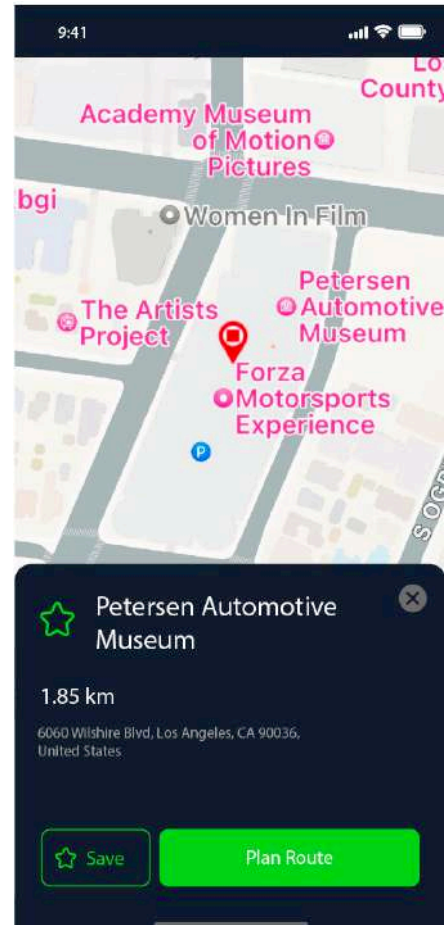 9:41
Lo
County
Academy Museum
of Motion
Pictures
bgi
Women In Film
Petersen
Automotive
Museum
The Artists
Project
Forza
Motorsports
Experience
P
S OGD
Petersen Automotive
Museum
1.85 km
6060 Wilshire Blvd, Los Angeles, CA 90036,
United States
Save
Plan Route